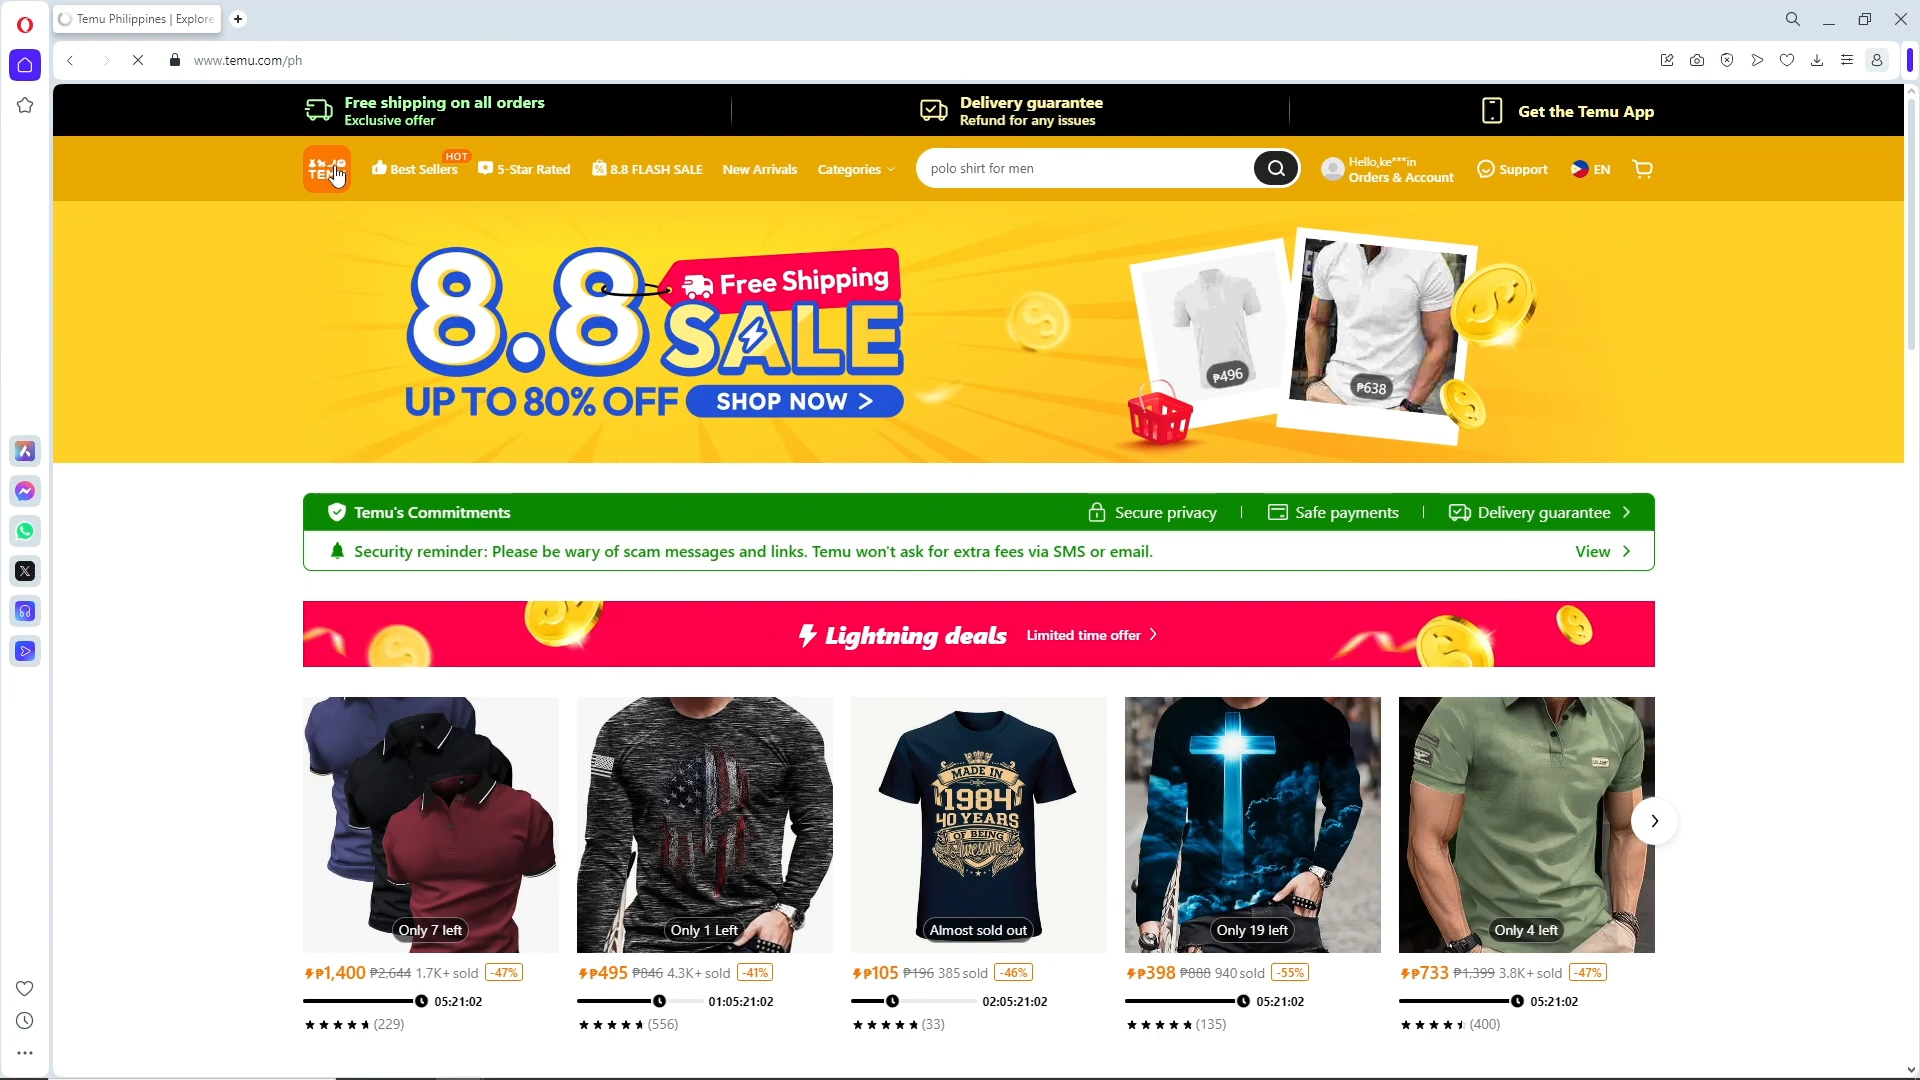 Temu Philippines | Explore
www.temu.com/ph
Free shipping on all orders
Exclusive offer
Delivery guarantee
Refund for any issues
Get the Temu App
Best Sellers
HOT
5-Star Rated
8.8 FLASH SALE
New Arrivals
Categories
polo shirt for men
Hello,ke***in
Orders & Account
Support
EN
8.8 SALE
Free Shipping
UP TO 80% OFF
SHOP NOW >
₱496
₱638
Temu's Commitments
Secure privacy
Safe payments
Delivery guarantee
Security reminder: Please be wary of scam messages and links. Temu won't ask for extra fees via SMS or email.
View
Lightning deals
Limited time offer
MADE IN
1984
40 YEARS
OF BEING
Awesome
Only 7 left
Only 1 Left
Almost sold out
Only 19 left
Only 4 left
₱1,400 ₱2,644 1.7K+ sold -47%
₱495 ₱846 4.3K+ sold -41%
₱105 ₱196 385 sold -46%
₱398 ₱888 940 sold -55%
₱733 ₱1,399 3.8K+ sold -47%
05:21:02
01:05:21:02
02:05:21:02
05:21:02
05:21:02
(229)
(556)
(33)
(135)
(400)